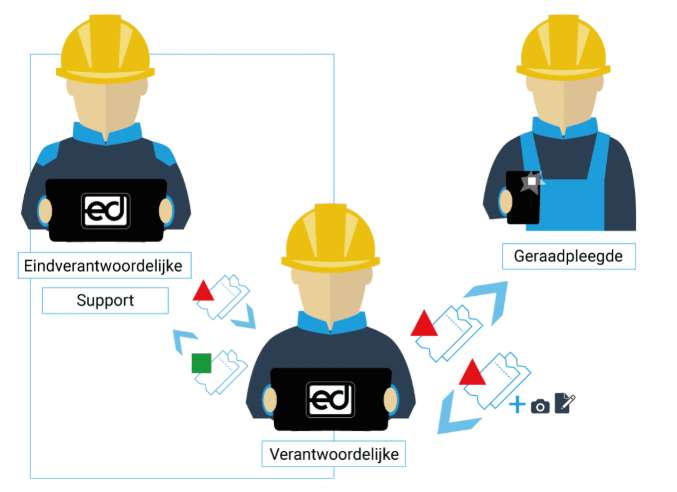 ed
Eindverantwoordelijke
Support
Geraadpleegde
ed
Verantwoordelijke